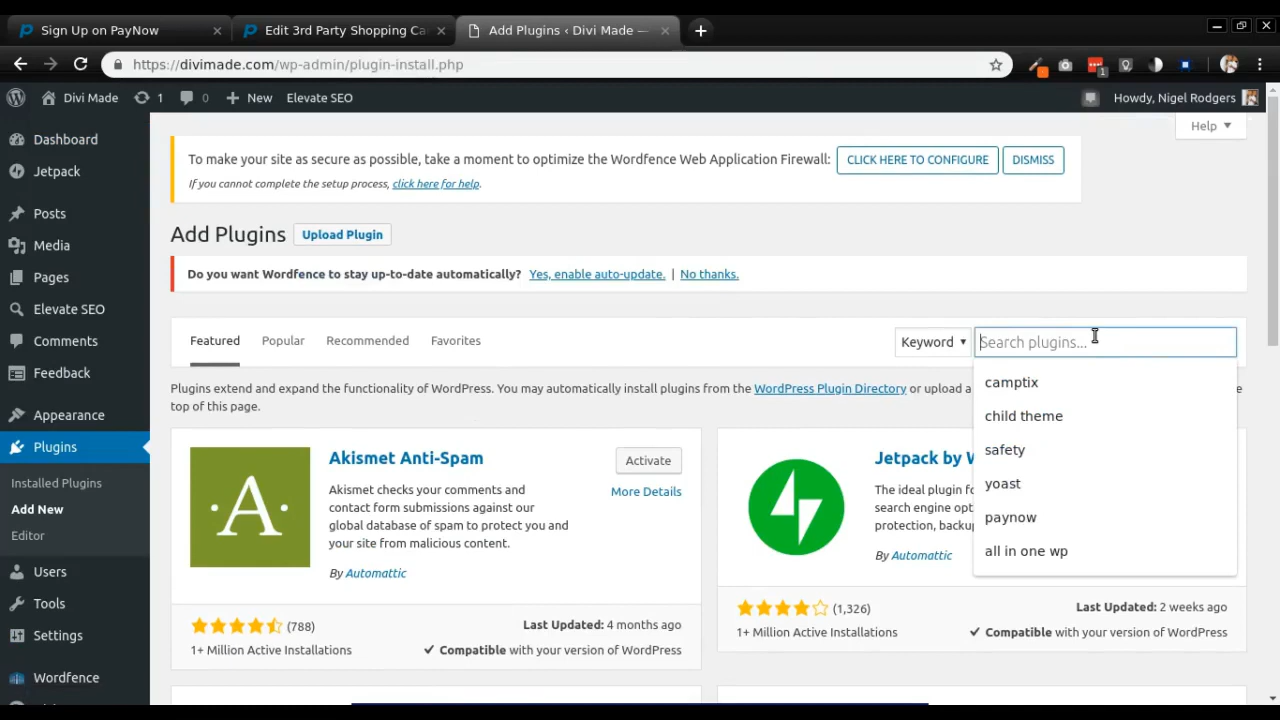 Sign Up on PayNow
Edit 3rd Party Shopping Ca
Add Plugins ‹ Divi Made —
https://divimade.com/wp-admin/plugin-install.php
1
Divi Made
1
0
New
Elevate SEO
Howdy, Nigel Rodgers
Dashboard
Jetpack
Posts
Media
Pages
Elevate SEO
Comments
Feedback
Appearance
Plugins
Installed Plugins
Add New
Editor
Users
Tools
Settings
Wordfence
Help
To make your site as secure as possible, take a moment to optimize the Wordfence Web Application Firewall:
CLICK HERE TO CONFIGURE
DISMISS
If you cannot complete the setup process, click here for help.
Add Plugins
Upload Plugin
Do you want Wordfence to stay up-to-date automatically? Yes, enable auto-update. | No thanks.
Featured
Popular
Recommended
Favorites
Keyword
Search plugins...
camptix
child theme
safety
yoast
paynow
all in one wp
Plugins extend and expand the functionality of WordPress. You may automatically install plugins from the WordPress Plugin Directory or upload a
the
top of this page.
A
Akismet Anti-Spam
Activate
More Details
Akismet checks your comments and
contact form submissions against our
global database of spam to protect you and
your site from malicious content.
By Automattic
(788)
Last Updated: 4 months ago
1+ Million Active Installations
Compatible with your version of WordPress
Jetpack by W
The ideal plugin fo
search engine opt
protection, backup
By Automattic
(1,326)
Last Updated: 2 weeks ago
1+ Million Active Installations
Compatible with your version of WordPress